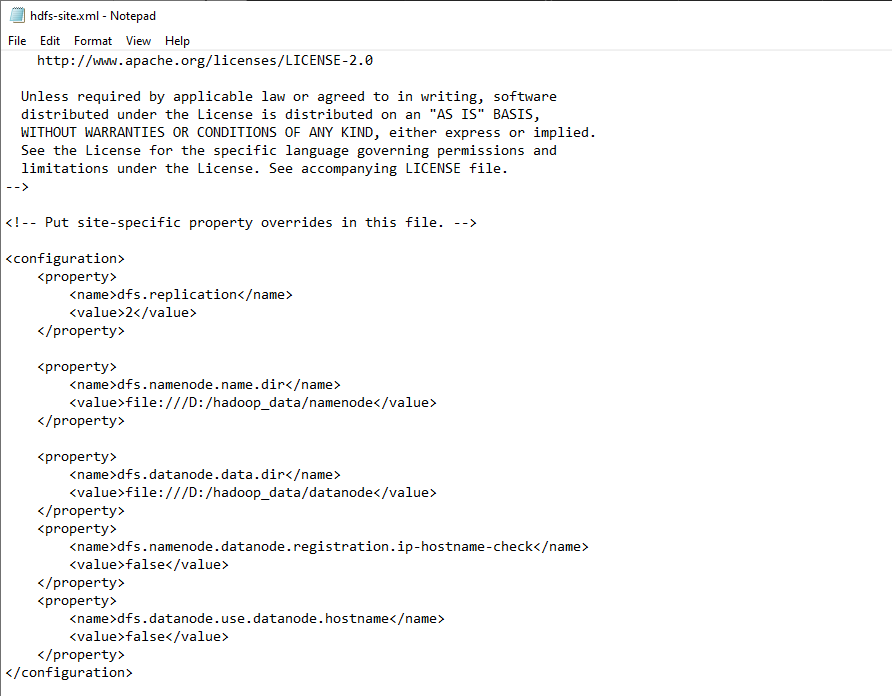 hdfs-site.xml - Notepad
File Edit Format View Help
    http://www.apache.org/licenses/LICENSE-2.0

  Unless required by applicable law or agreed to in writing, software
  distributed under the License is distributed on an "AS IS" BASIS,
  WITHOUT WARRANTIES OR CONDITIONS OF ANY KIND, either express or implied.
  See the License for the specific language governing permissions and
  limitations under the License. See accompanying LICENSE file.
-->

<!-- Put site-specific property overrides in this file. -->

<configuration>
    <property>
        <name>dfs.replication</name>
        <value>2</value>
    </property>

    <property>
        <name>dfs.namenode.name.dir</name>
        <value>file:///D:/hadoop_data/namenode</value>
    </property>

    <property>
        <name>dfs.datanode.data.dir</name>
        <value>file:///D:/hadoop_data/datanode</value>
    </property>
    <property>
        <name>dfs.namenode.datanode.registration.ip-hostname-check</name>
        <value>false</value>
    </property>
    <property>
        <name>dfs.datanode.use.datanode.hostname</name>
        <value>false</value>
    </property>
</configuration>